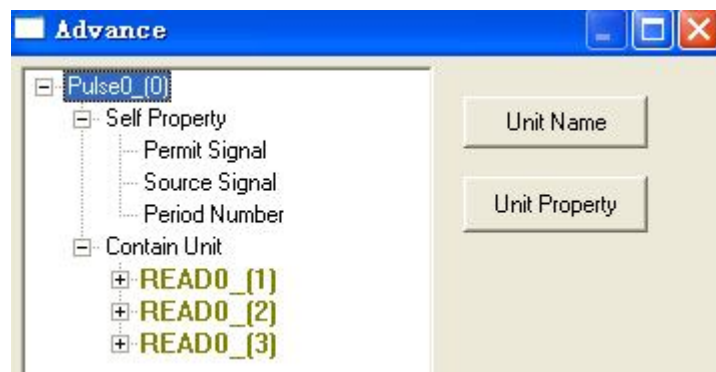 Advance
Pulse0_(0)
Self Property
Permit Signal
Source Signal
Period Number
Contain Unit
READ0_(1)
READ0_(2)
READ0_(3)
Unit Name
Unit Property